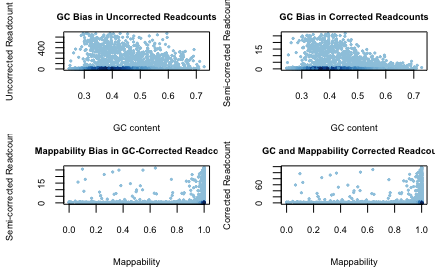 GC Bias in Uncorrected Readcounts
Uncorrected Readcount
0 400
0.3 0.4 0.5 0.6 0.7
GC content
GC Bias in Corrected Readcounts
Semi-corrected Readcount
0 15
0.3 0.4 0.5 0.6 0.7
GC content
Mappability Bias in GC-Corrected Readcc
Semi-corrected Readcount
0 15
0.0 0.2 0.4 0.6 0.8 1.0
Mappability
GC and Mappability Corrected Readcou
Corrected Readcount
0 60
0.0 0.2 0.4 0.6 0.8 1.0
Mappability